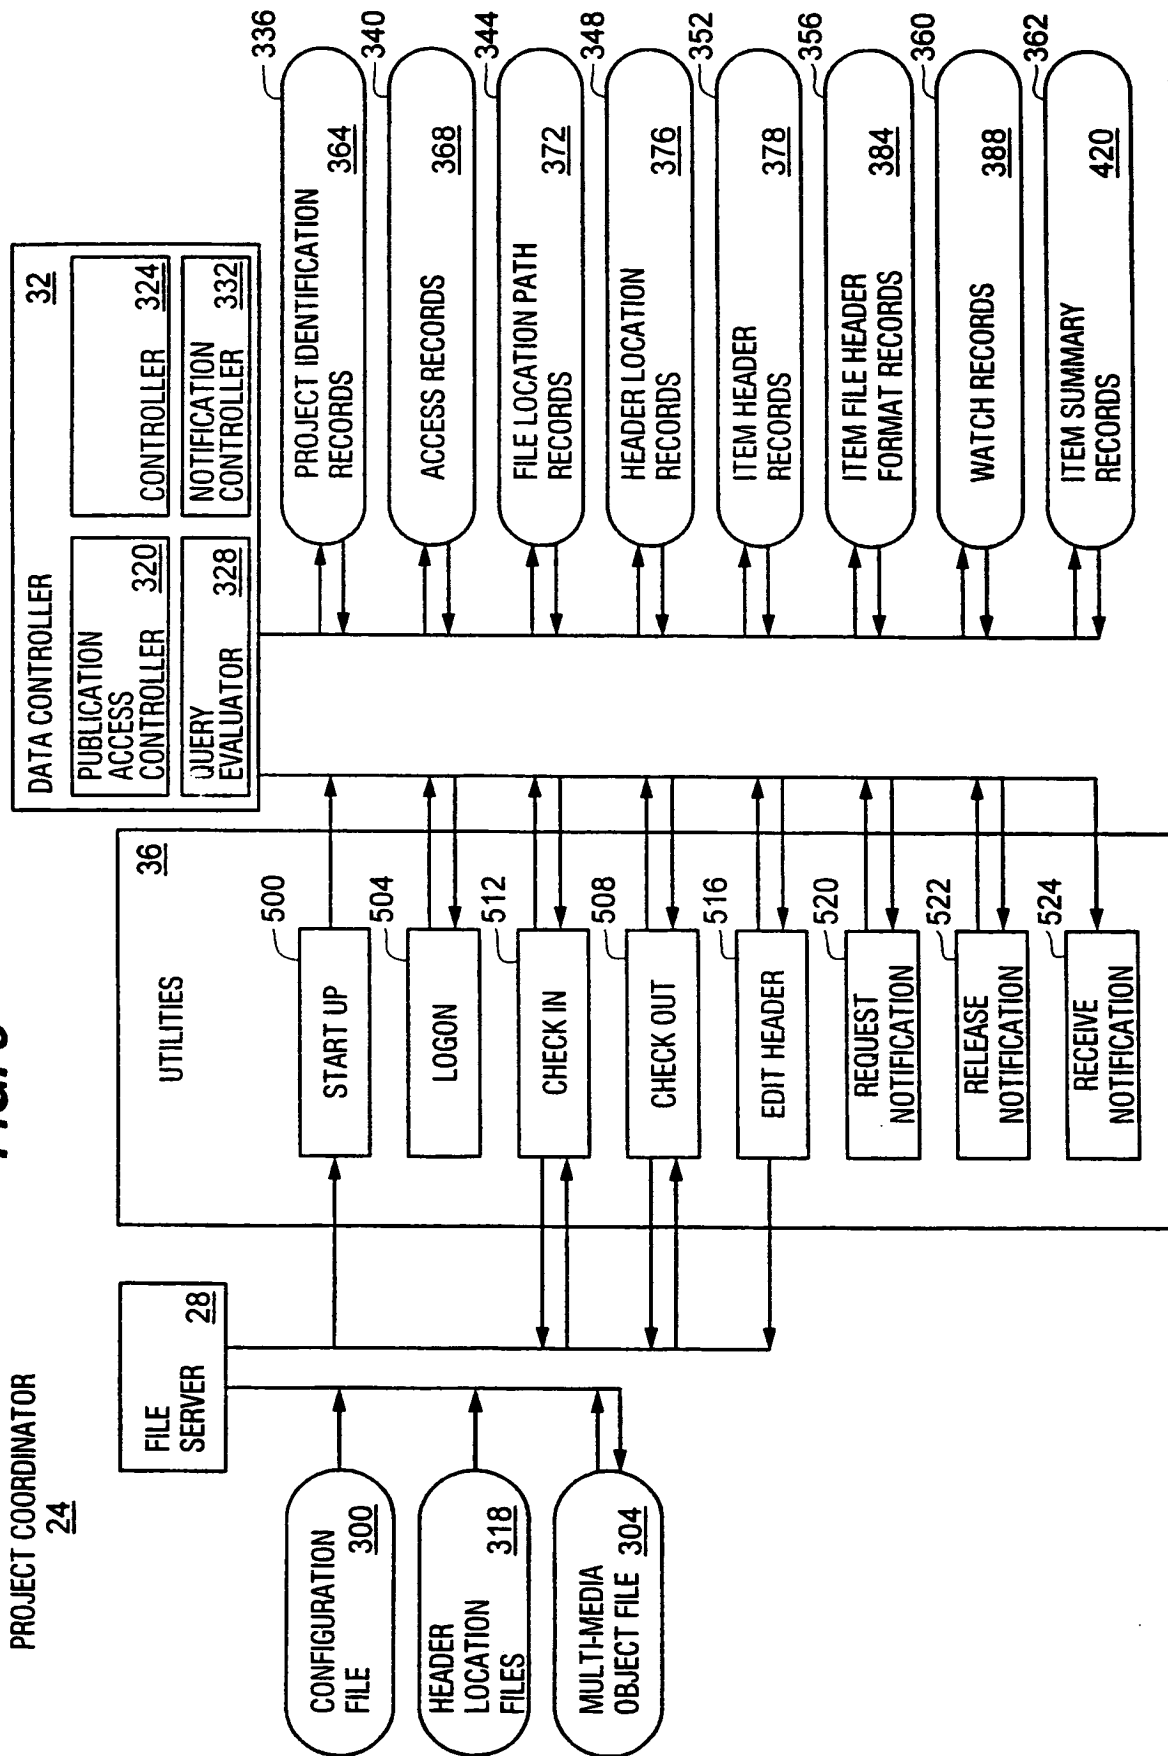 PROJECT COORDINATOR
24
FILE
SERVER
28
CONFIGURATION
FILE
300
HEADER
LOCATION
FILES
318
MULTI-MEDIA
OBJECT FILE
304
UTILITIES
36
START UP
500
LOGON
504
CHECK IN
512
CHECK OUT
508
EDIT HEADER
516
REQUEST
NOTIFICATION
520
RELEASE
NOTIFICATION
522
RECEIVE
NOTIFICATION
524
DATA CONTROLLER
32
PUBLICATION
ACCESS
CONTROLLER
320
CONTROLLER
324
QUERY
EVALUATOR
328
NOTIFICATION
CONTROLLER
332
PROJECT IDENTIFICATION
RECORDS
364
336
ACCESS RECORDS
368
340
FILE LOCATION PATH
RECORDS
372
344
HEADER LOCATION
RECORDS
376
348
ITEM HEADER
RECORDS
378
352
ITEM FILE HEADER
FORMAT RECORDS
384
356
WATCH RECORDS
388
360
ITEM SUMMARY
RECORDS
420
362